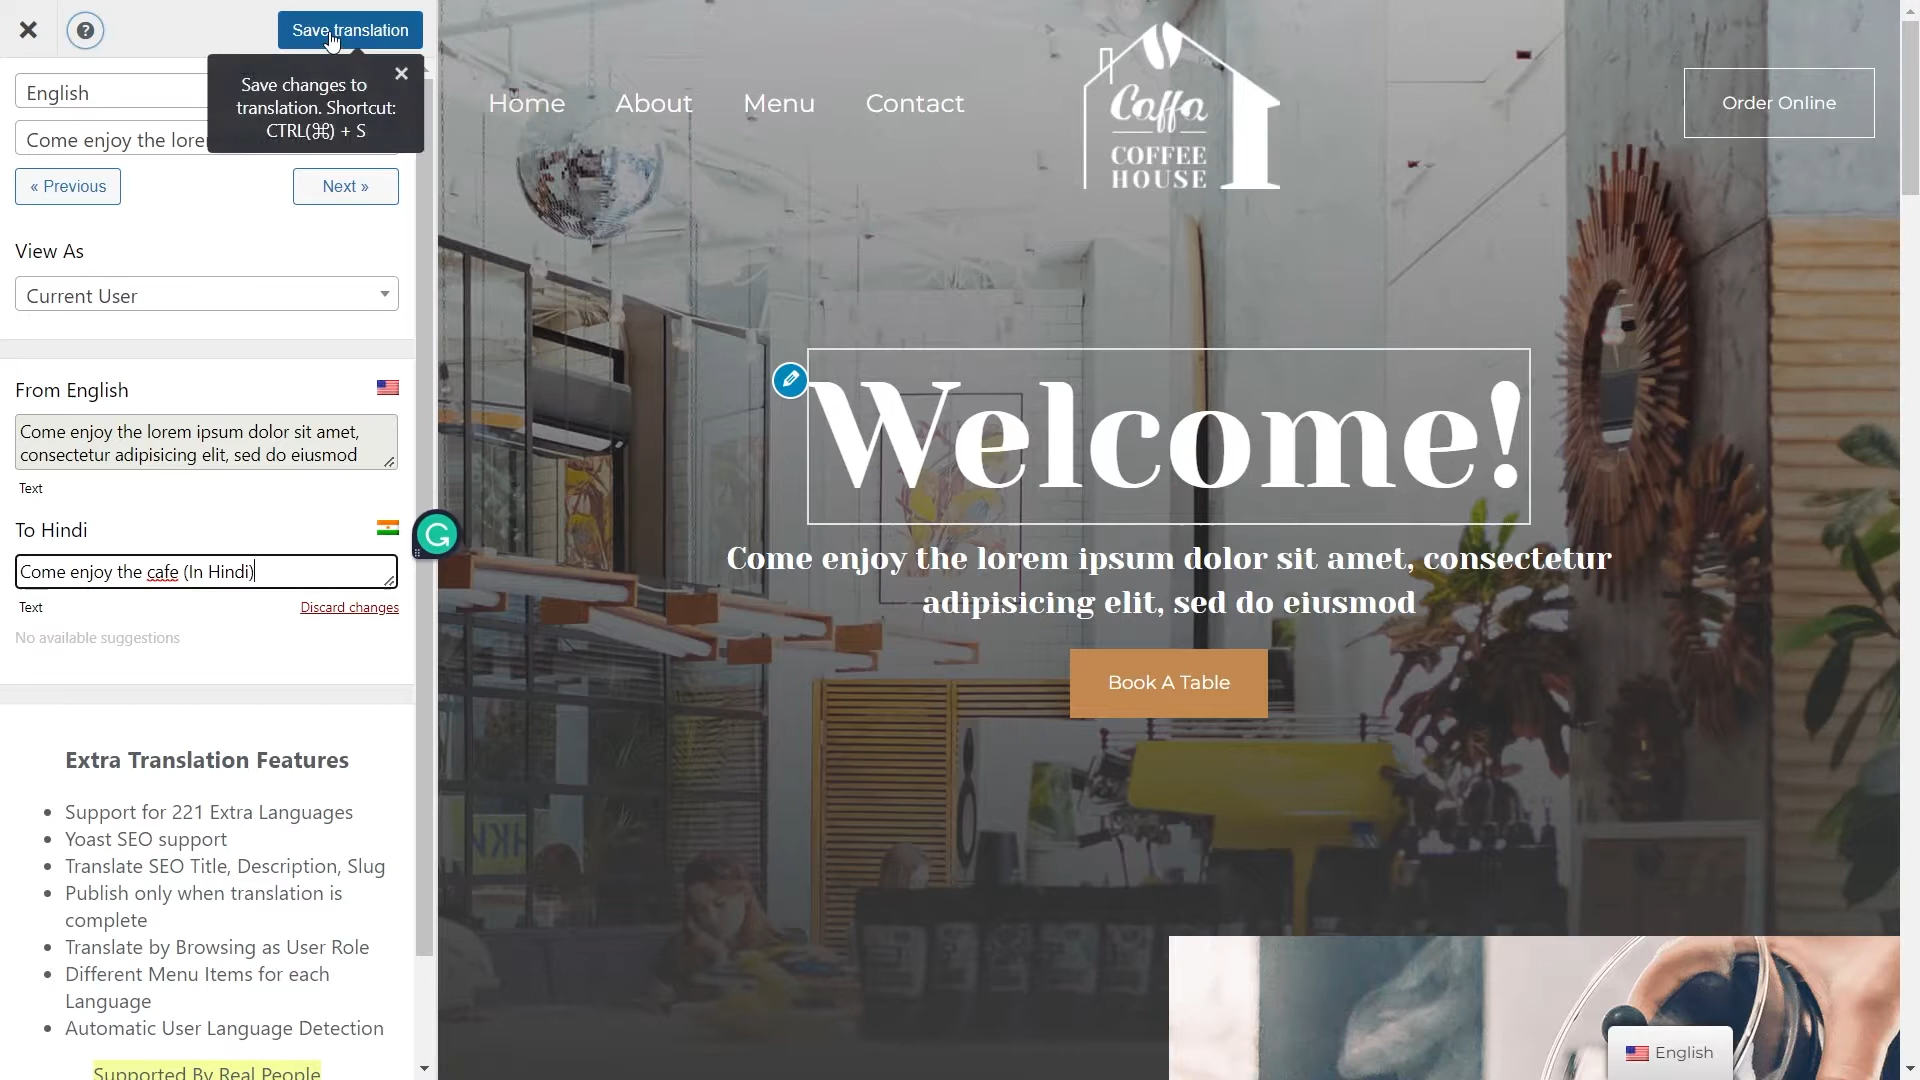 Save translation
Save changes to
translation. Shortcut:
CTRL(⌘) + S
English
Come enjoy the lore
« Previous
Next »
View As
Current User
From English
Come enjoy the lorem ipsum dolor sit amet,
consectetur adipisicing elit, sed do eiusmod
Text
To Hindi
Come enjoy the cafe (In Hindi)
Text
Discard changes
No available suggestions
Extra Translation Features
Support for 221 Extra Languages
Yoast SEO support
Translate SEO Title, Description, Slug
Publish only when translation is
complete
Translate by Browsing as User Role
Different Menu Items for each
Language
Automatic User Language Detection
Supported By Real People
Home
About
Menu
Contact
Caffa
COFFEE
HOUSE
Order Online
Welcome!
Come enjoy the lorem ipsum dolor sit amet, consectetur
adipisicing elit, sed do eiusmod
Book A Table
English